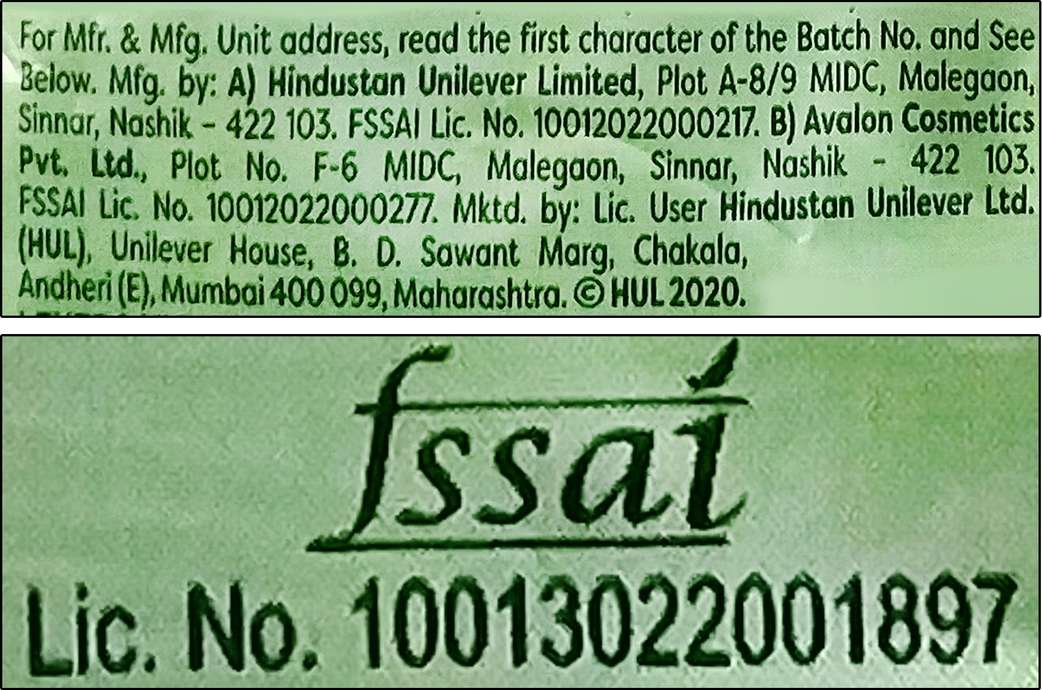 For Mfr. & Mfg. Unit address, read the first character of the Batch No. and See
Below. Mfg. by: A) Hindustan Unilever Limited, Plot A-8/9 MIDC, Malegaon,
Sinnar, Nashik - 422 103. FSSAI Lic. No. 10012022000217. B) Avalon Cosmetics
Pvt. Ltd., Plot No. F-6 MIDC, Malegaon, Sinnar, Nashik - 422 103.
FSSAI Lic. No. 10012022000277. Mktd. by: Lic. User Hindustan Unilever Ltd.
(HUL), Unilever House, B. D. Sawant Marg, Chakala,
Andheri (E), Mumbai 400 099, Maharashtra. © HUL 2020.
fssai
Lic. No. 10013022001897